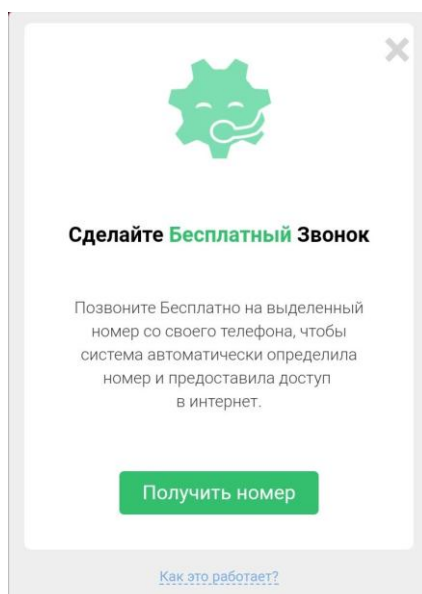 Сделайте Бесплатный Звонок
Позвоните Бесплатно на выделенный
номер со своего телефона, чтобы
система автоматически определила
номер и предоставила доступ
в интернет.
Получить номер
Как это работает?